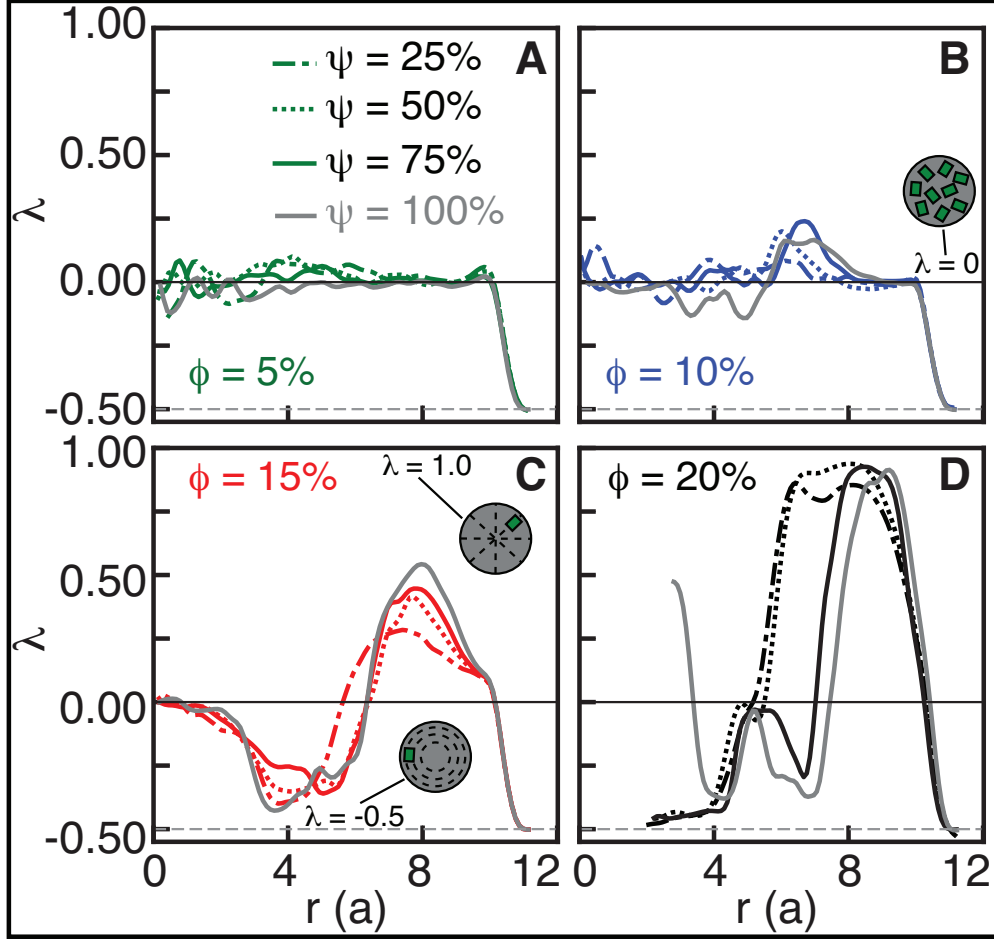 1.00
0.50
0.00
-0.50
λ
A
ψ = 25%
ψ = 50%
ψ = 75%
ψ = 100%
ϕ = 5%
B
λ = 0
ϕ = 10%
1.00
0.50
0.00
-0.50
λ
C
ϕ = 15%
λ = 1.0
λ = -0.5
D
ϕ = 20%
0 4 8 12
0 4 8 12
r (a)
r (a)